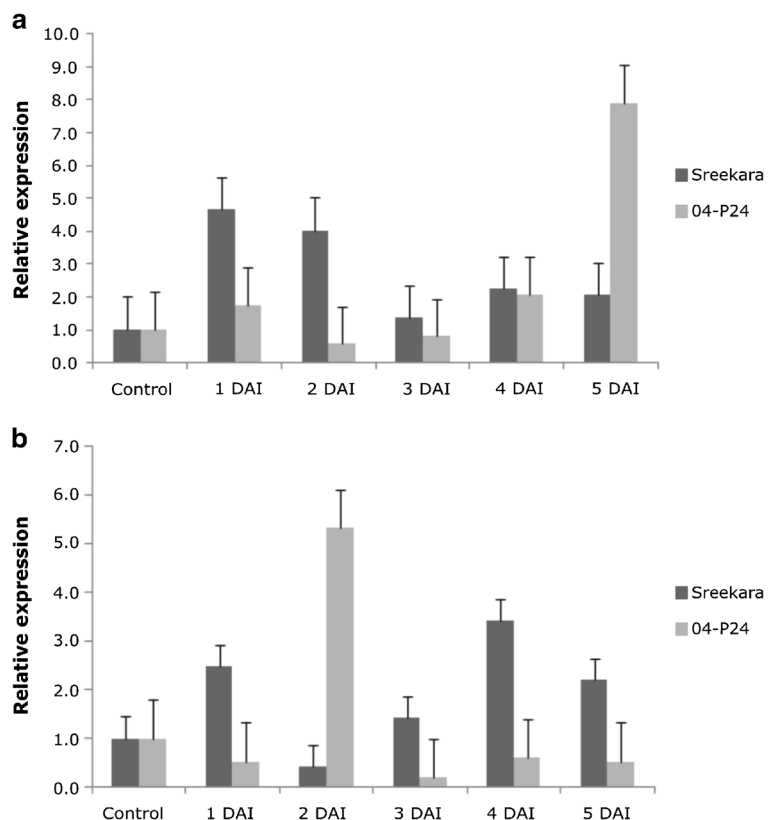 a
Relative expression
10.0
9.0
8.0
7.0
6.0
5.0
4.0
3.0
2.0
1.0
0.0
Control 1 DAI 2 DAI 3 DAI 4 DAI 5 DAI
Sreekara
04-P24
b
Relative expression
7.0
6.0
5.0
4.0
3.0
2.0
1.0
0.0
Control 1 DAI 2 DAI 3 DAI 4 DAI 5 DAI
Sreekara
04-P24